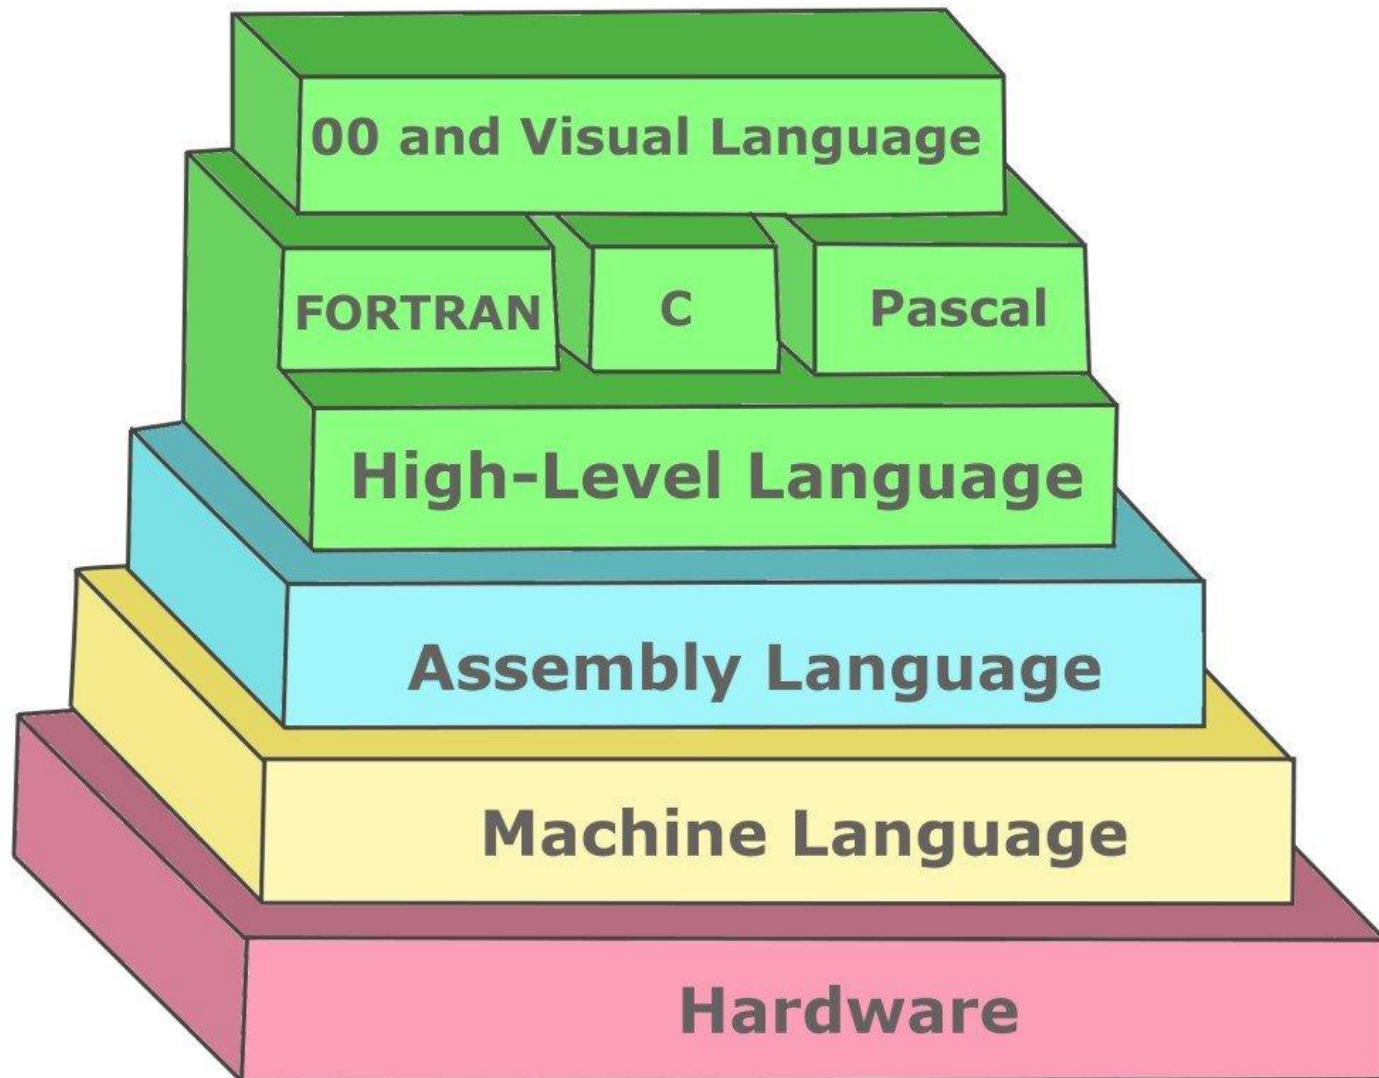 00 and Visual Language
FORTRAN
C
Pascal
High-Level Language
Assembly Language
Machine Language
Hardware